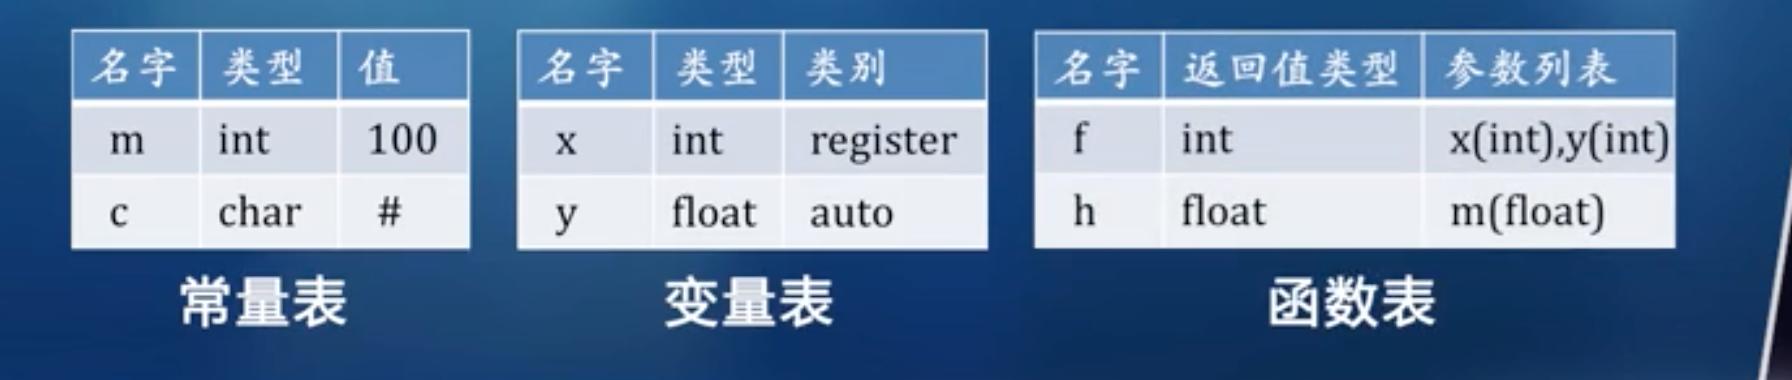 名字 类型 值
m int 100
c char #
常量表
名字 类型 类别
x int register
y float auto
变量表
名字 返回值类型 参数列表
f int x(int),y(int)
h float m(float)
函数表